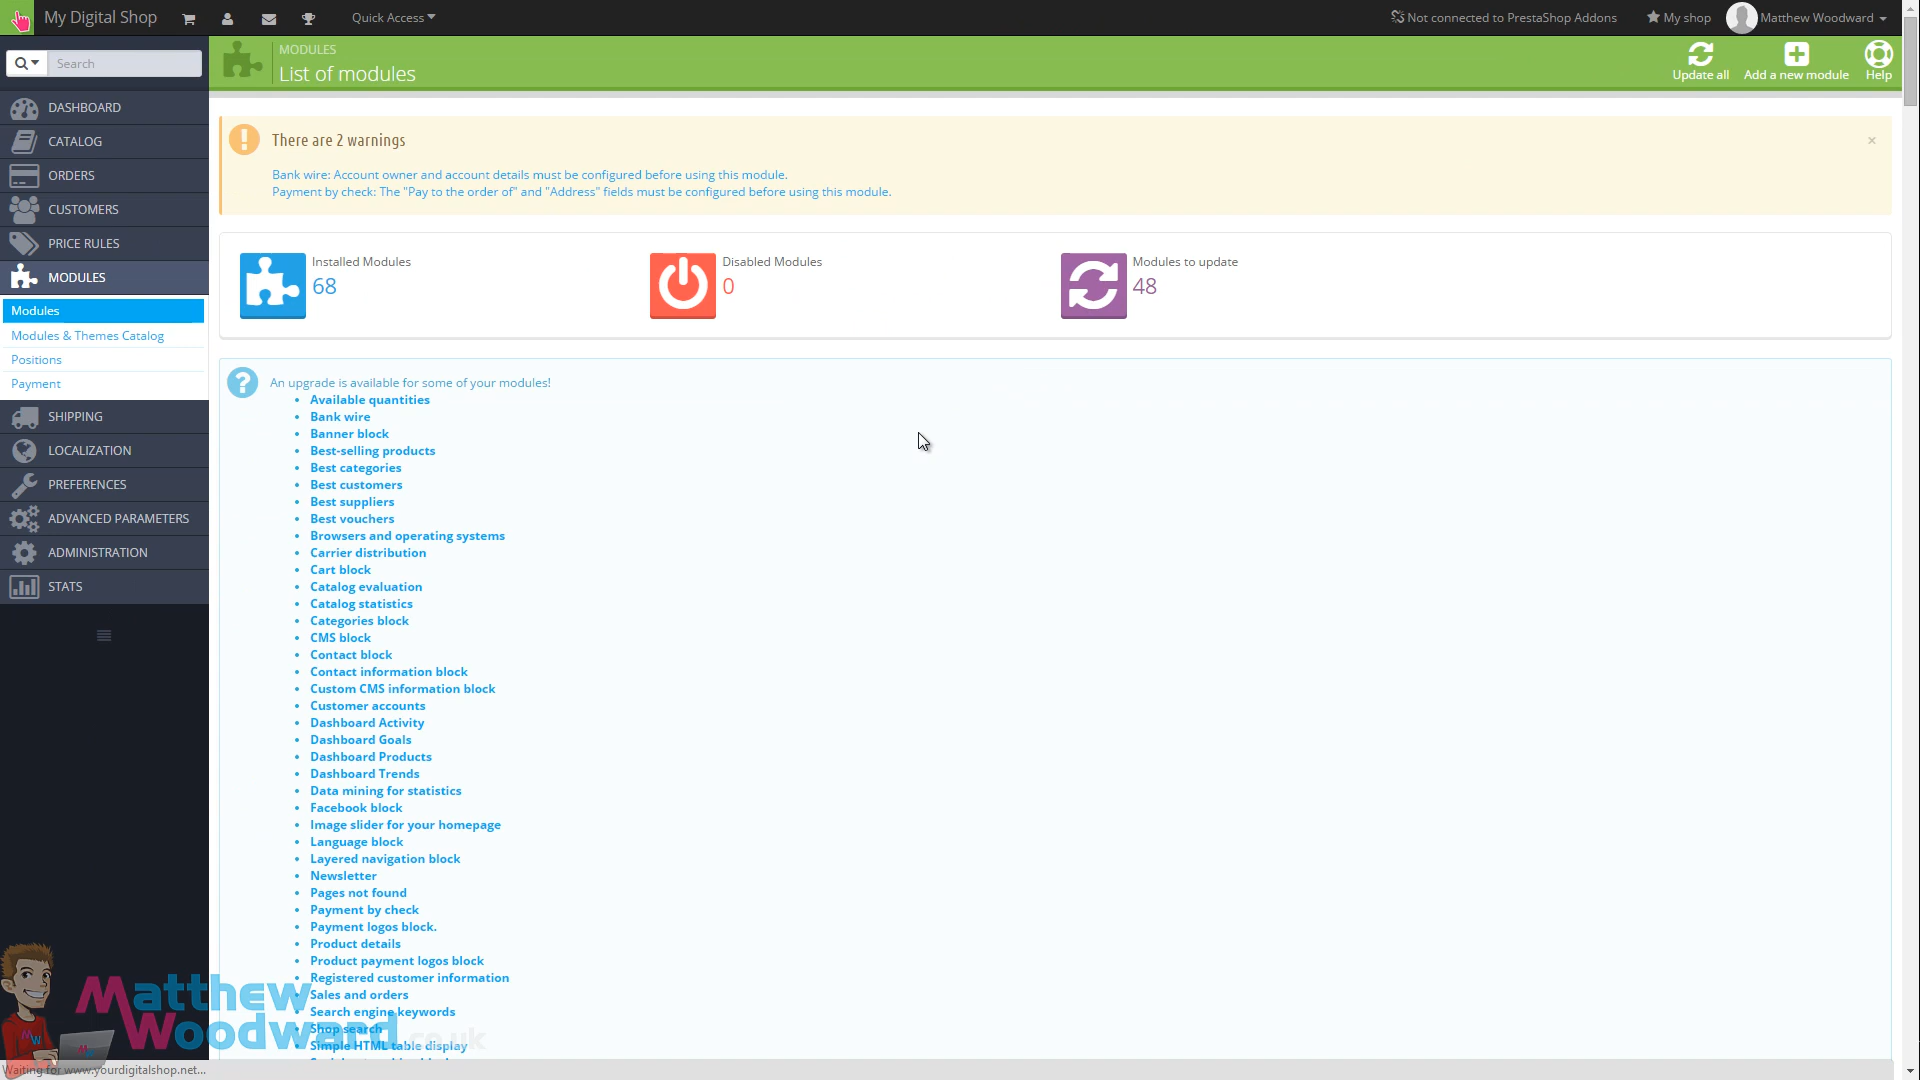 My Digital Shop
Quick Access
Not connected to PrestaShop Addons
My shop
Matthew Woodward
Search
MODULES
List of modules
Update all
Add a new module
Help
DASHBOARD
CATALOG
ORDERS
CUSTOMERS
PRICE RULES
MODULES
Modules
Modules & Themes Catalog
Positions
Payment
SHIPPING
LOCALIZATION
PREFERENCES
ADVANCED PARAMETERS
ADMINISTRATION
STATS
There are 2 warnings
×
Bank wire: Account owner and account details must be configured before using this module.
Payment by check: The "Pay to the order of" and "Address" fields must be configured before using this module.
Installed Modules
68
Disabled Modules
0
Modules to update
48
An upgrade is available for some of your modules!
Available quantities
Bank wire
Banner block
Best-selling products
Best categories
Best customers
Best suppliers
Best vouchers
Browsers and operating systems
Carrier distribution
Cart block
Catalog evaluation
Catalog statistics
Categories block
CMS block
Contact block
Contact information block
Custom CMS information block
Customer accounts
Dashboard Activity
Dashboard Goals
Dashboard Products
Dashboard Trends
Data mining for statistics
Facebook block
Image slider for your homepage
Language block
Layered navigation block
Newsletter
Pages not found
Payment by check
Payment logos block.
Product details
Product payment logos block
Registered customer information
Sales and orders
Search engine keywords
Shop search
Simple HTML table display
Matthew
Woodward.co.uk
MW
Waiting for www.yourdigitalshop.net...